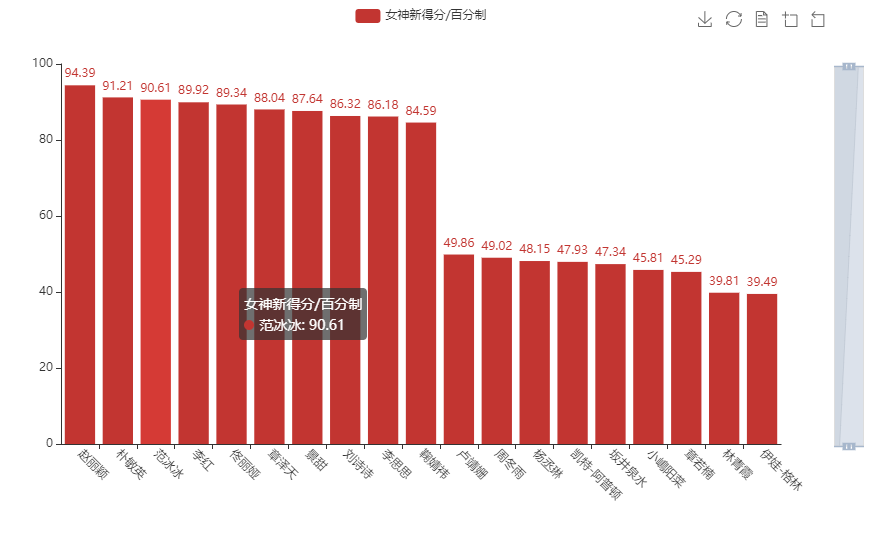 女神新得分/百分制
100
80
60
40
20
0
94.39
91.21
90.61
89.92
89.34
88.04
87.64
86.32
86.18
84.59
49.86
49.02
48.15
47.93
47.34
45.81
45.29
39.81
39.49
女神新得分/百分制
范冰冰: 90.61
赵丽颖
朴敏英
范冰冰
李红
佟丽娅
章泽天
景甜
刘诗诗
李思思
鞠婧祎
卢靖姗
周冬雨
杨丞琳
凯特-阿普顿
坂井泉水
小嶋阳菜
章若楠
林青霞
伊娃-格林